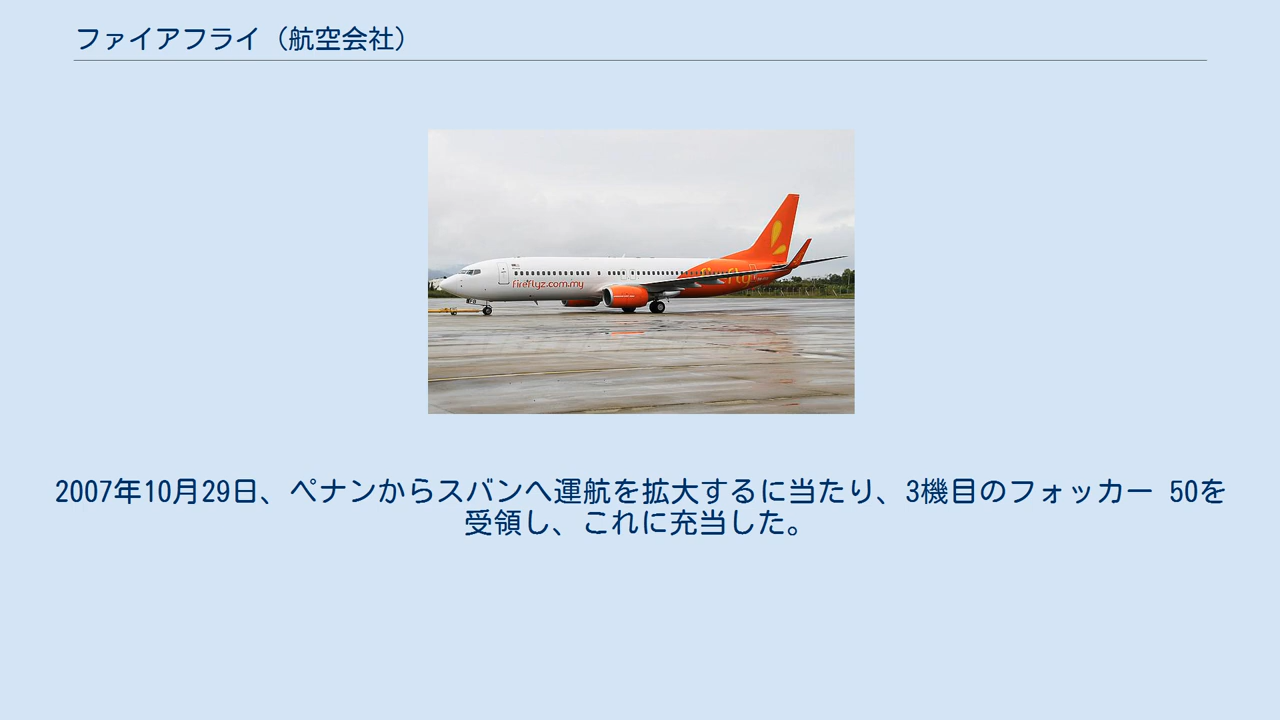 ファイアフライ（航空会社）
fireflyz.com.my
firefly
2007年10月29日、ペナンからスバンへ運航を拡大するに当たり、3機目のフォッカー 50を
受領し、これに充当した。